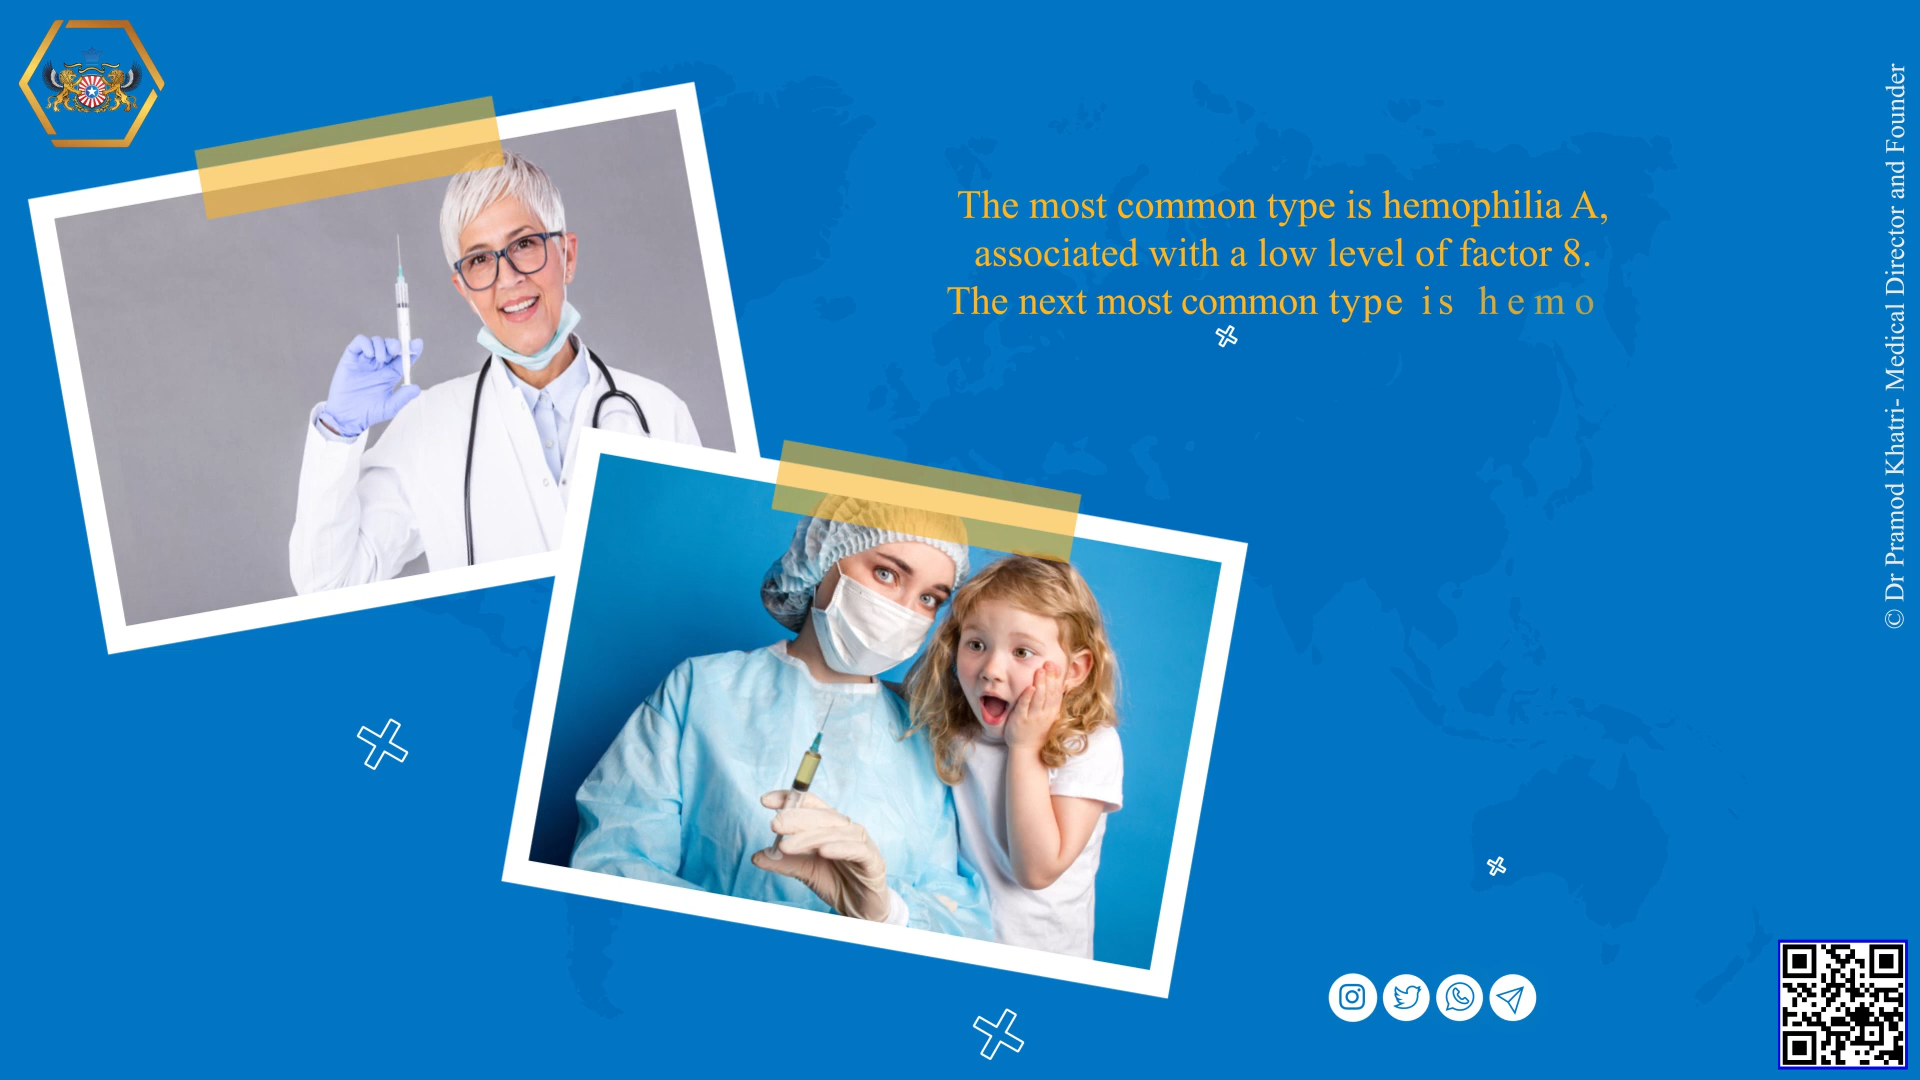 The most common type is hemophilia A,
associated with a low level of factor 8.
The next most common type is hemo
© Dr Pramod Khatri- Medical Director and Founder